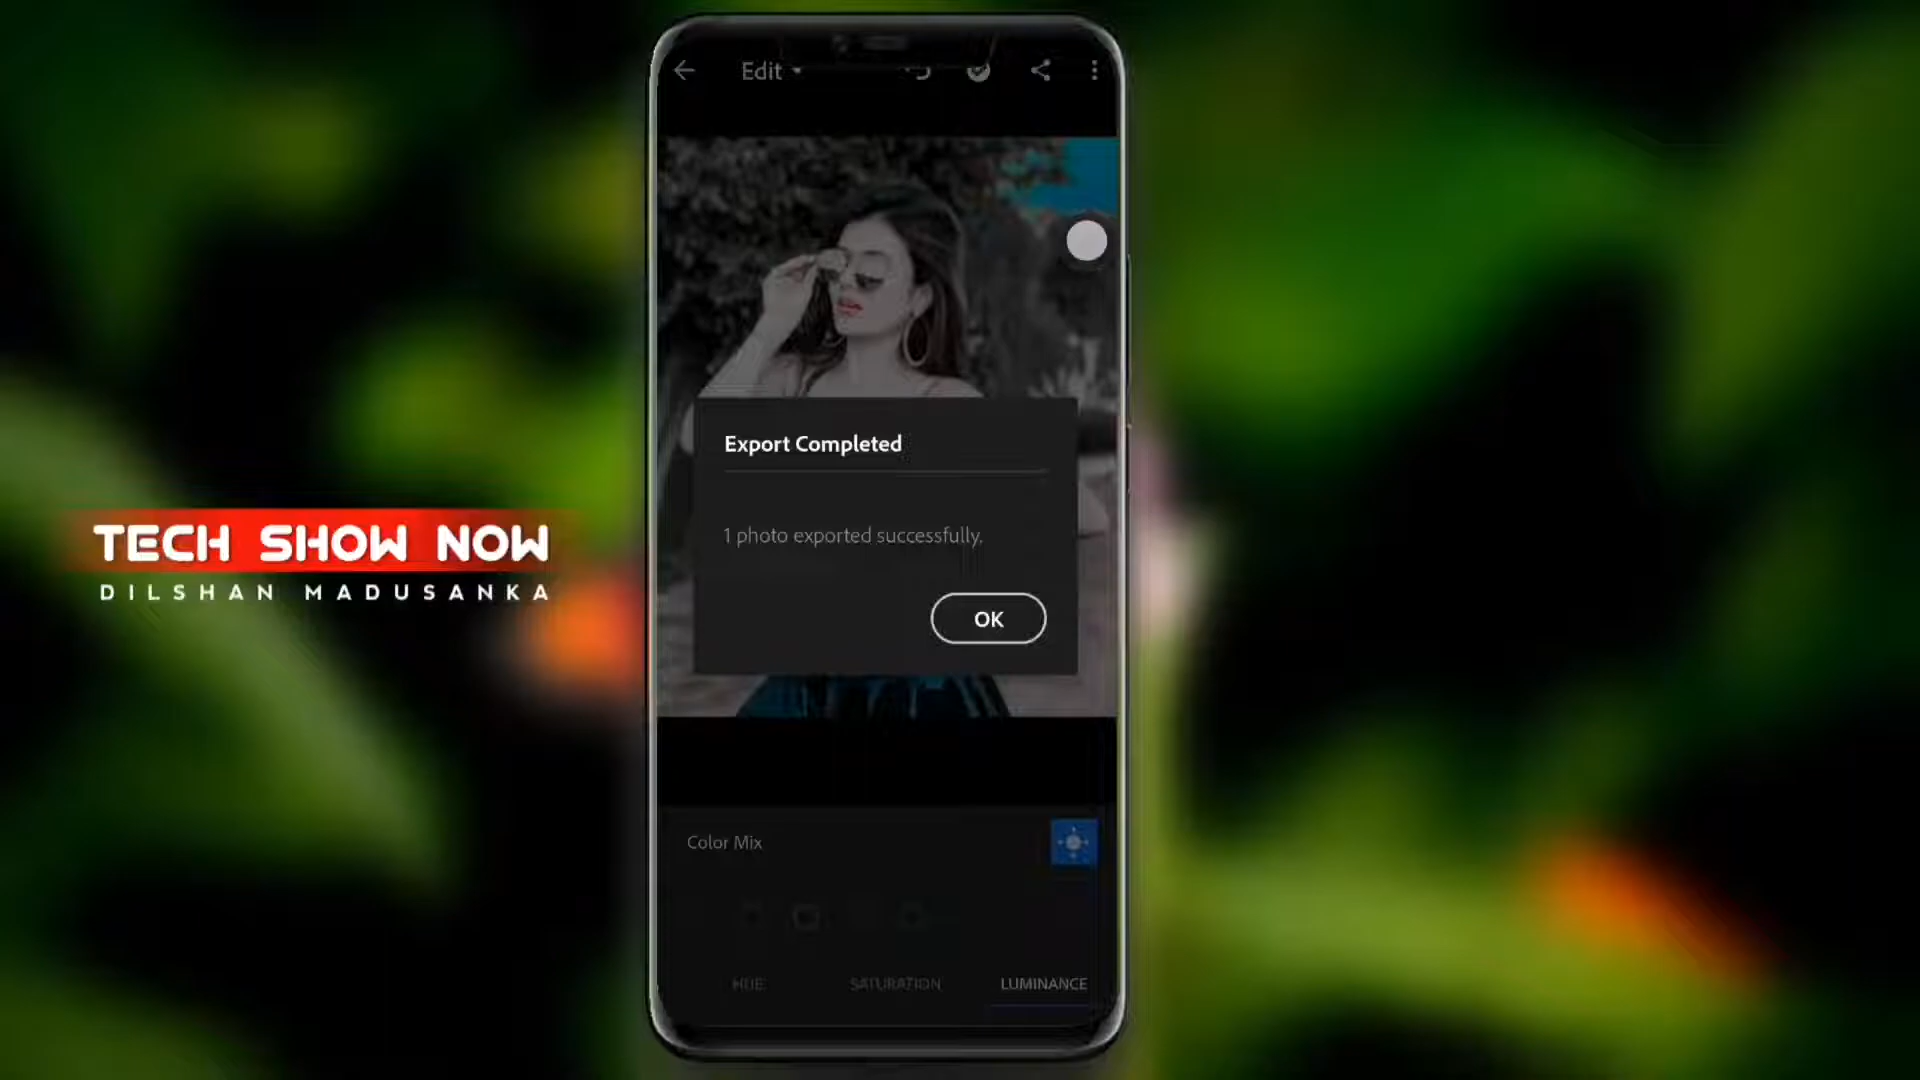 Edit
Export Completed
1 photo exported successfully.
OK
TECH SHOW NOW
DILSHAN MADUSANKA
Color Mix
HUE
SATURATION
LUMINANCE